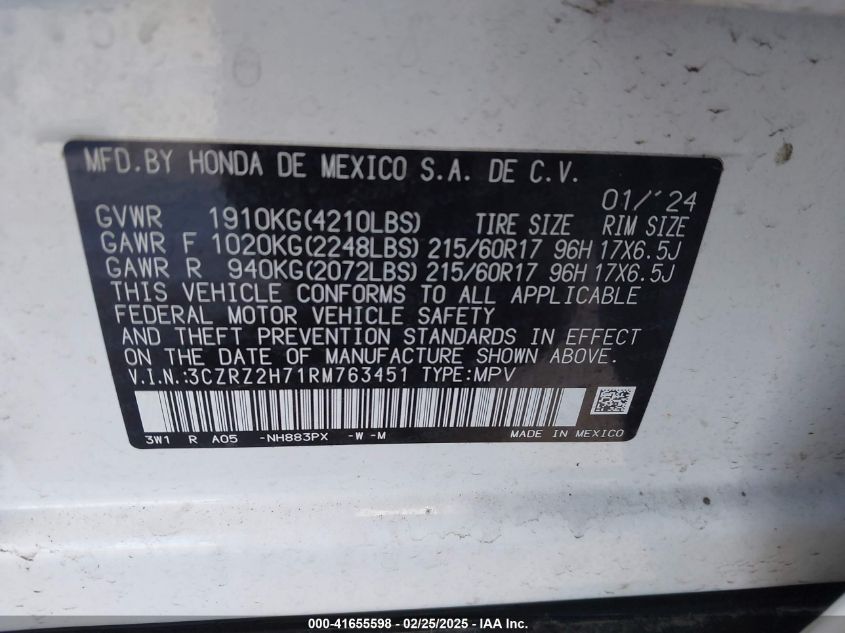 MFD.BY HONDA DE MEXICO S.A. DE C.V.
01/'24
GVWR 1910KG(4210LBS) TIRE SIZE RIM SIZE
GAWR F 1020KG(2248LBS) 215/60R17 96H 17X6.5J
GAWR R 940KG(2072LBS) 215/60R17 96H 17X6.5J
THIS VEHICLE CONFORMS TO ALL APPLICABLE
FEDERAL MOTOR VEHICLE SAFETY
AND THEFT PREVENTION STANDARDS IN EFFECT
ON THE DATE OF MANUFACTURE SHOWN ABOVE.
V.I.N.:3CZRZ2H71RM763451 TYPE:MPV
3W1 R A05 -NH883PX -W -M MADE IN MEXICO
000-41655598 - 02/25/2025 - © IAA Inc.